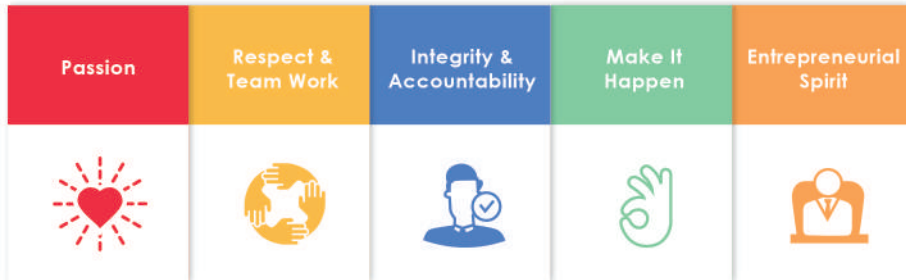 Passion
Respect &
Team Work
Integrity &
Accountability
Make It
Happen
Entrepreneurial
Spirit